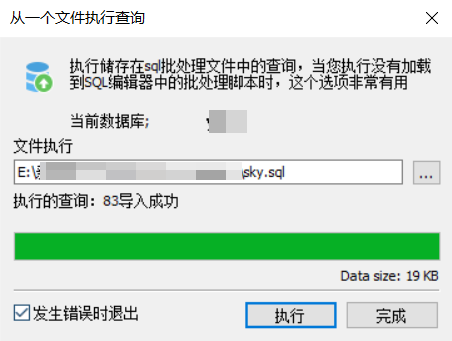 从一个文件执行查询
执行储存在sql批处理文件中的查询，当您执行没有加载
到SQL编辑器中的批处理脚本时，这个选项非常有用
当前数据库;
文件执行
E:\ \sky.sql
...
执行的查询：83导入成功
Data size: 19 KB
发生错误时退出
执行
完成